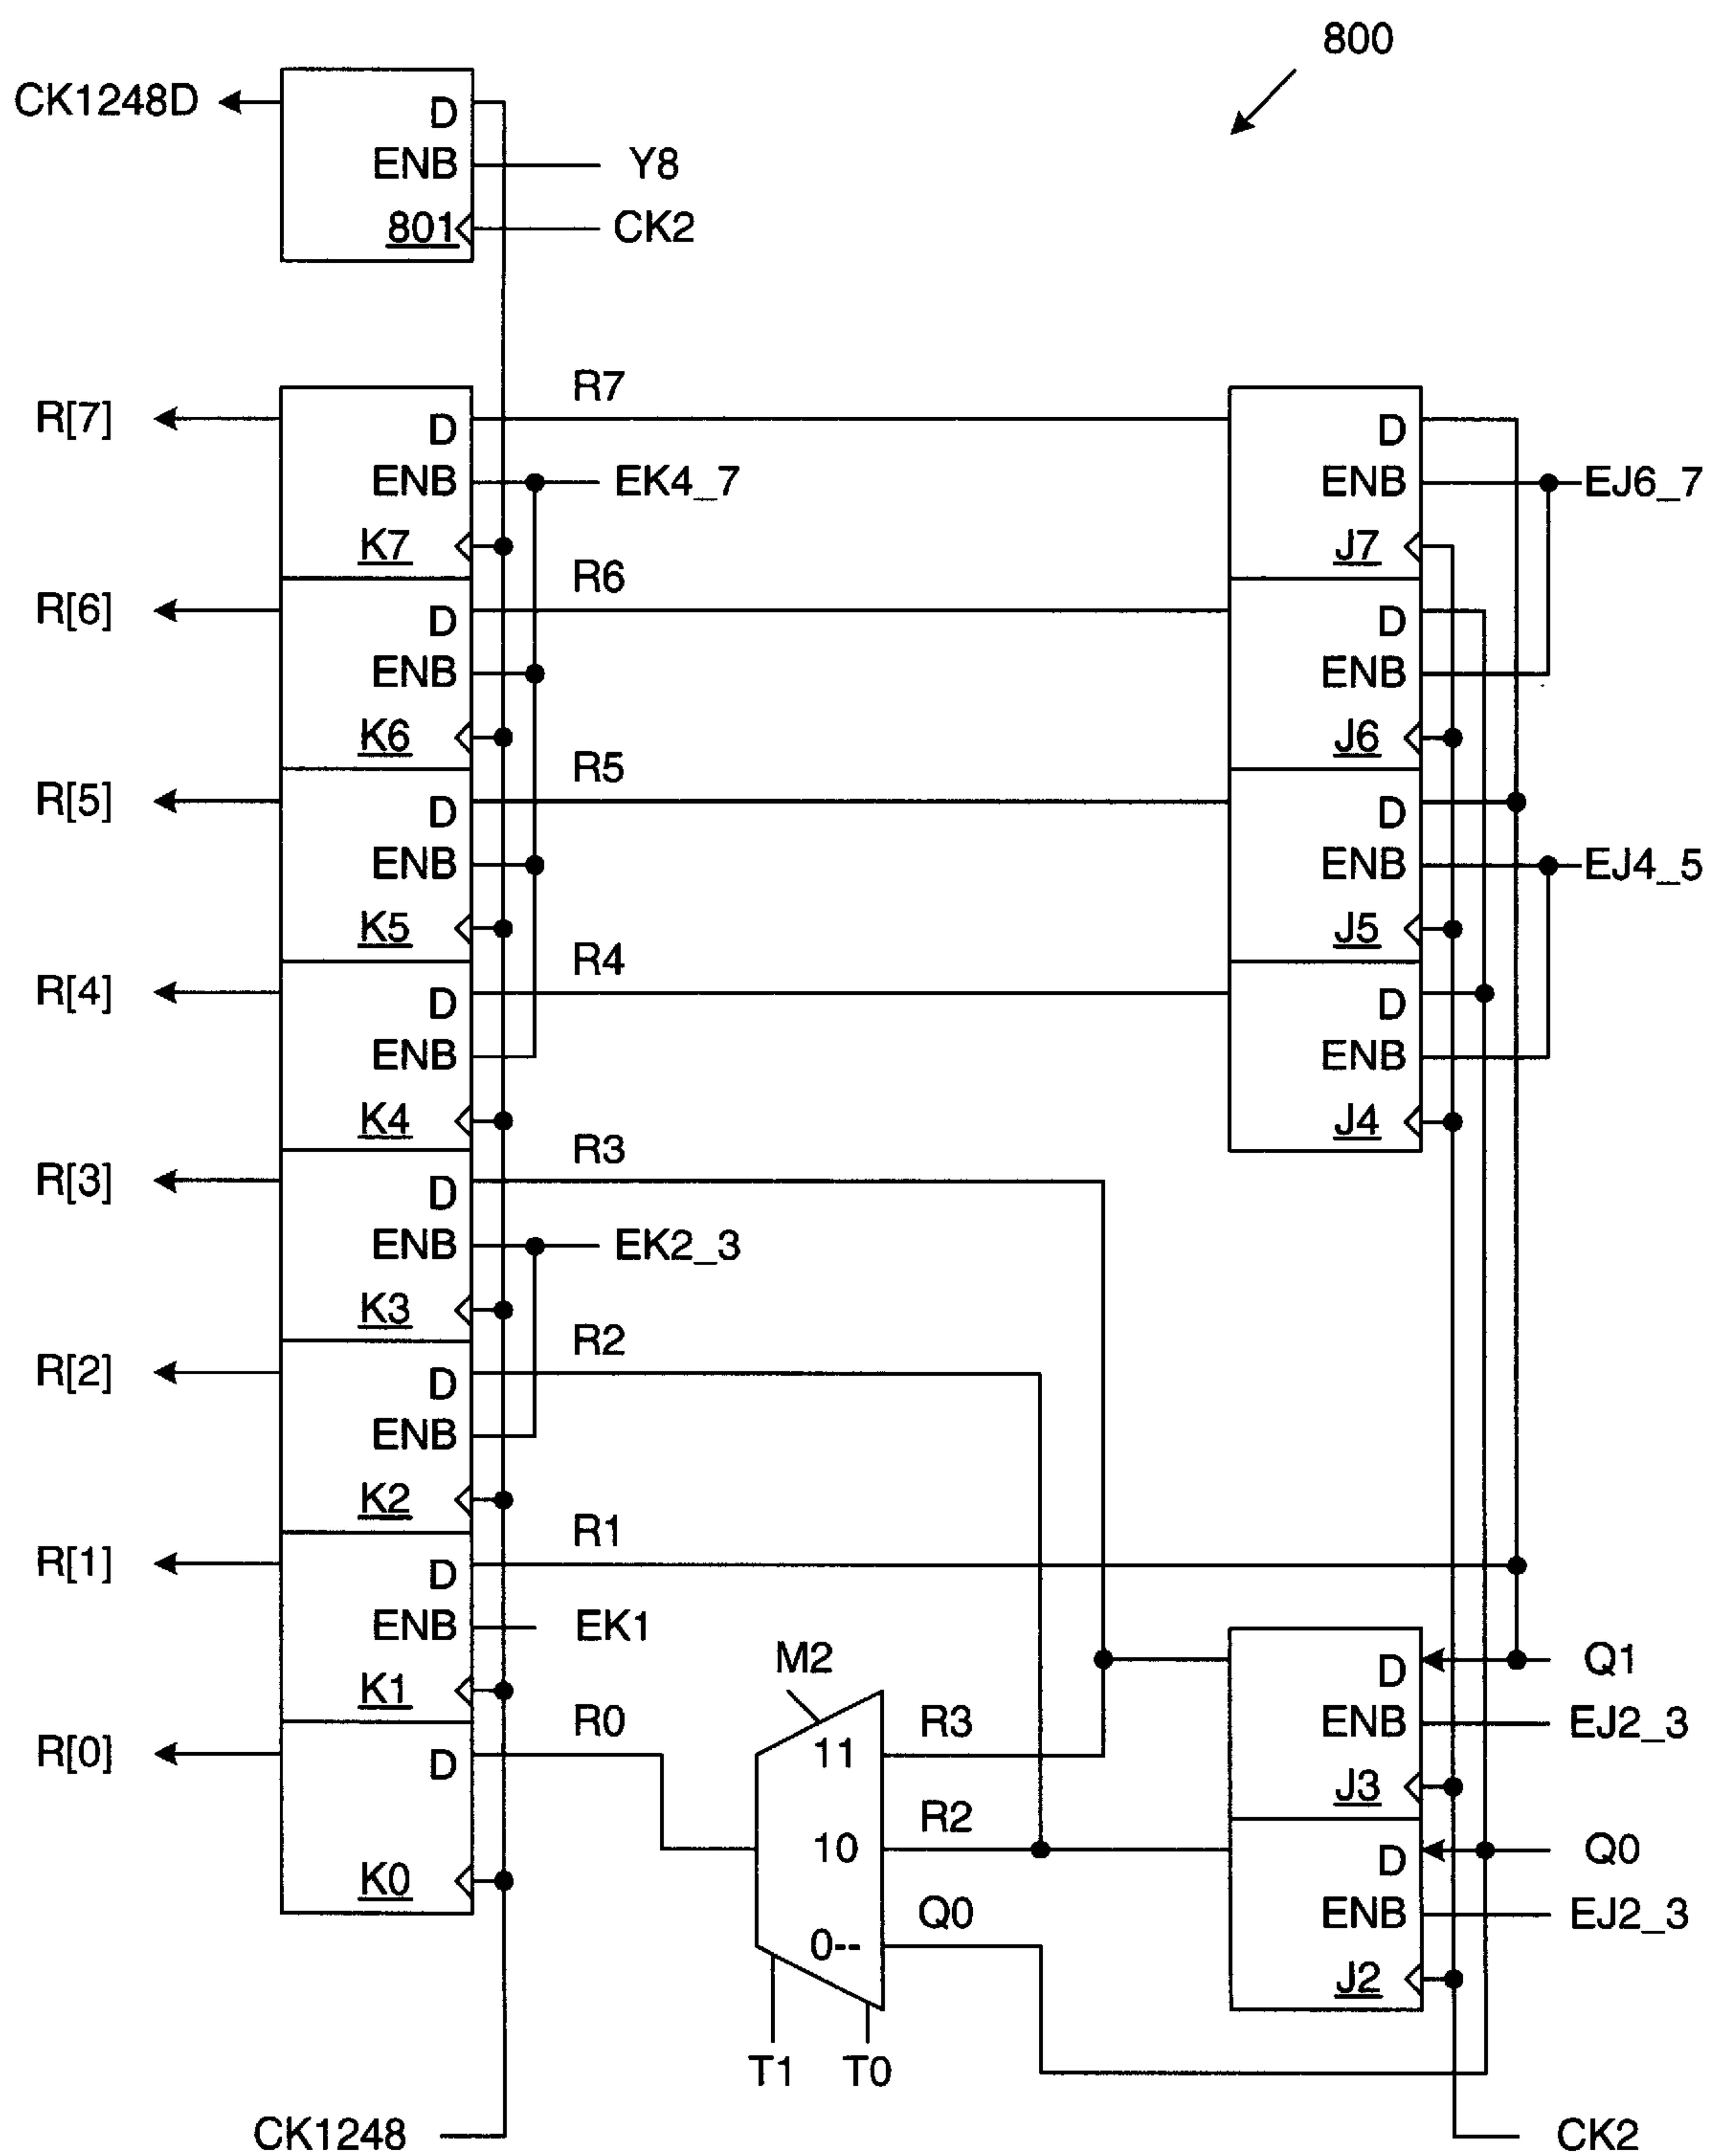 800
CK1248D
D
ENB
Y8
801
CK2
R[7]
D
R7
D
ENB
EK4_7
ENB
EJ6_7
K7
J7
R[6]
D
R6
D
ENB
ENB
K6
J6
R[5]
D
R5
D
ENB
ENB
EJ4_5
K5
J5
R[4]
D
R4
D
ENB
ENB
K4
J4
R[3]
D
R3
ENB
EK2_3
K3
R[2]
D
R2
ENB
K2
R[1]
D
R1
ENB
EK1
K1
M2
D
Q1
R[0]
D
R0
11
R3
ENB
EJ2_3
J3
10
R2
D
Q0
K0
0--
Q0
ENB
EJ2_3
J2
T1
T0
CK1248
CK2